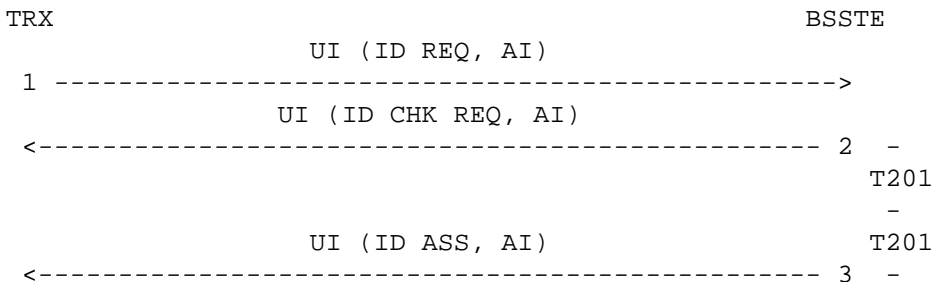 TRX                                               BSSTE
                   UI (ID REQ, AI)
 1 ------------------------------------------------->
                 UI (ID CHK REQ, AI)
 <------------------------------------------------- 2  -
                                                      T201
                                                       -
                   UI (ID ASS, AI)                    T201
 <------------------------------------------------- 3  -